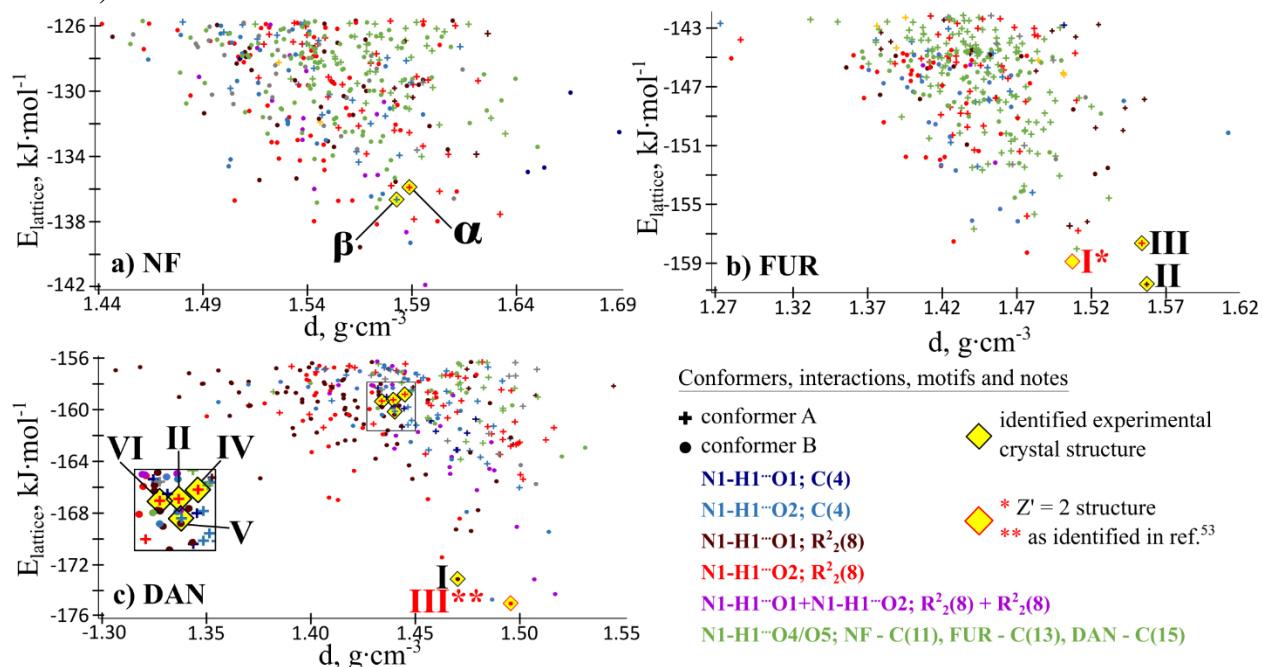 -126
-130
-134
-137
-142
E_lattice, kJ·mol⁻¹
β
α
a) NF
1.44
1.49
1.54
1.59
1.64
1.69
d, g·cm⁻³
-143
-147
-151
-155
-159
E_lattice, kJ·mol⁻¹
III
I*
II
b) FUR
1.27
1.32
1.37
1.42
1.47
1.52
1.57
1.62
d, g·cm⁻³
-156
-160
-164
-168
-172
-176
E_lattice, kJ·mol⁻¹
VI
II
IV
V
I
III**
c) DAN
-1.30
1.35
1.40
1.45
1.50
1.55
d, g·cm⁻³
Conformers, interactions, motifs and notes
conformer A
conformer B
N1-H1···O1; C(4)
N1-H1···O2; C(4)
N1-H1···O1; R²₂(8)
N1-H1···O2; R²₂(8)
N1-H1···O1+N1-H1···O2; R²₂(8) + R²₂(8)
N1-H1···O4/O5; NF - C(11), FUR - C(13), DAN - C(15)
identified experimental
crystal structure
* Z' = 2 structure
** as identified in ref.⁵³